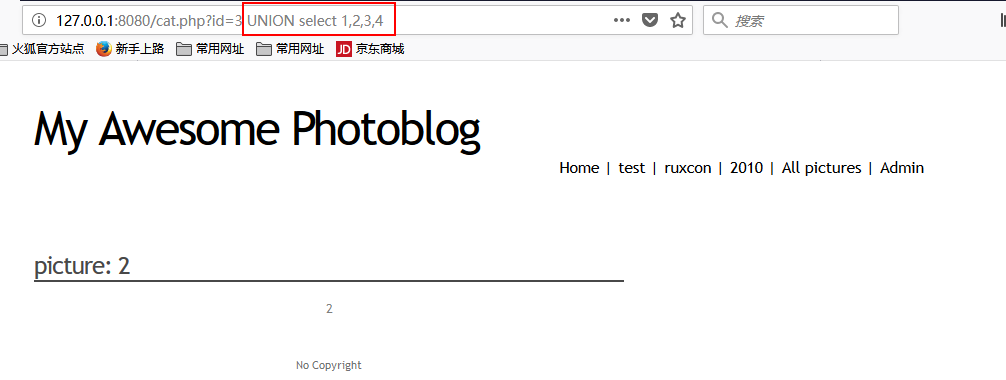 127.0.0.1:8080/cat.php?id=3 UNION select 1,2,3,4
搜索
火狐官方站点 新手上路 常用网址 常用网址 JD 京东商城
My Awesome Photoblog
Home | test | ruxcon | 2010 | All pictures | Admin
picture: 2
2
No Copyright